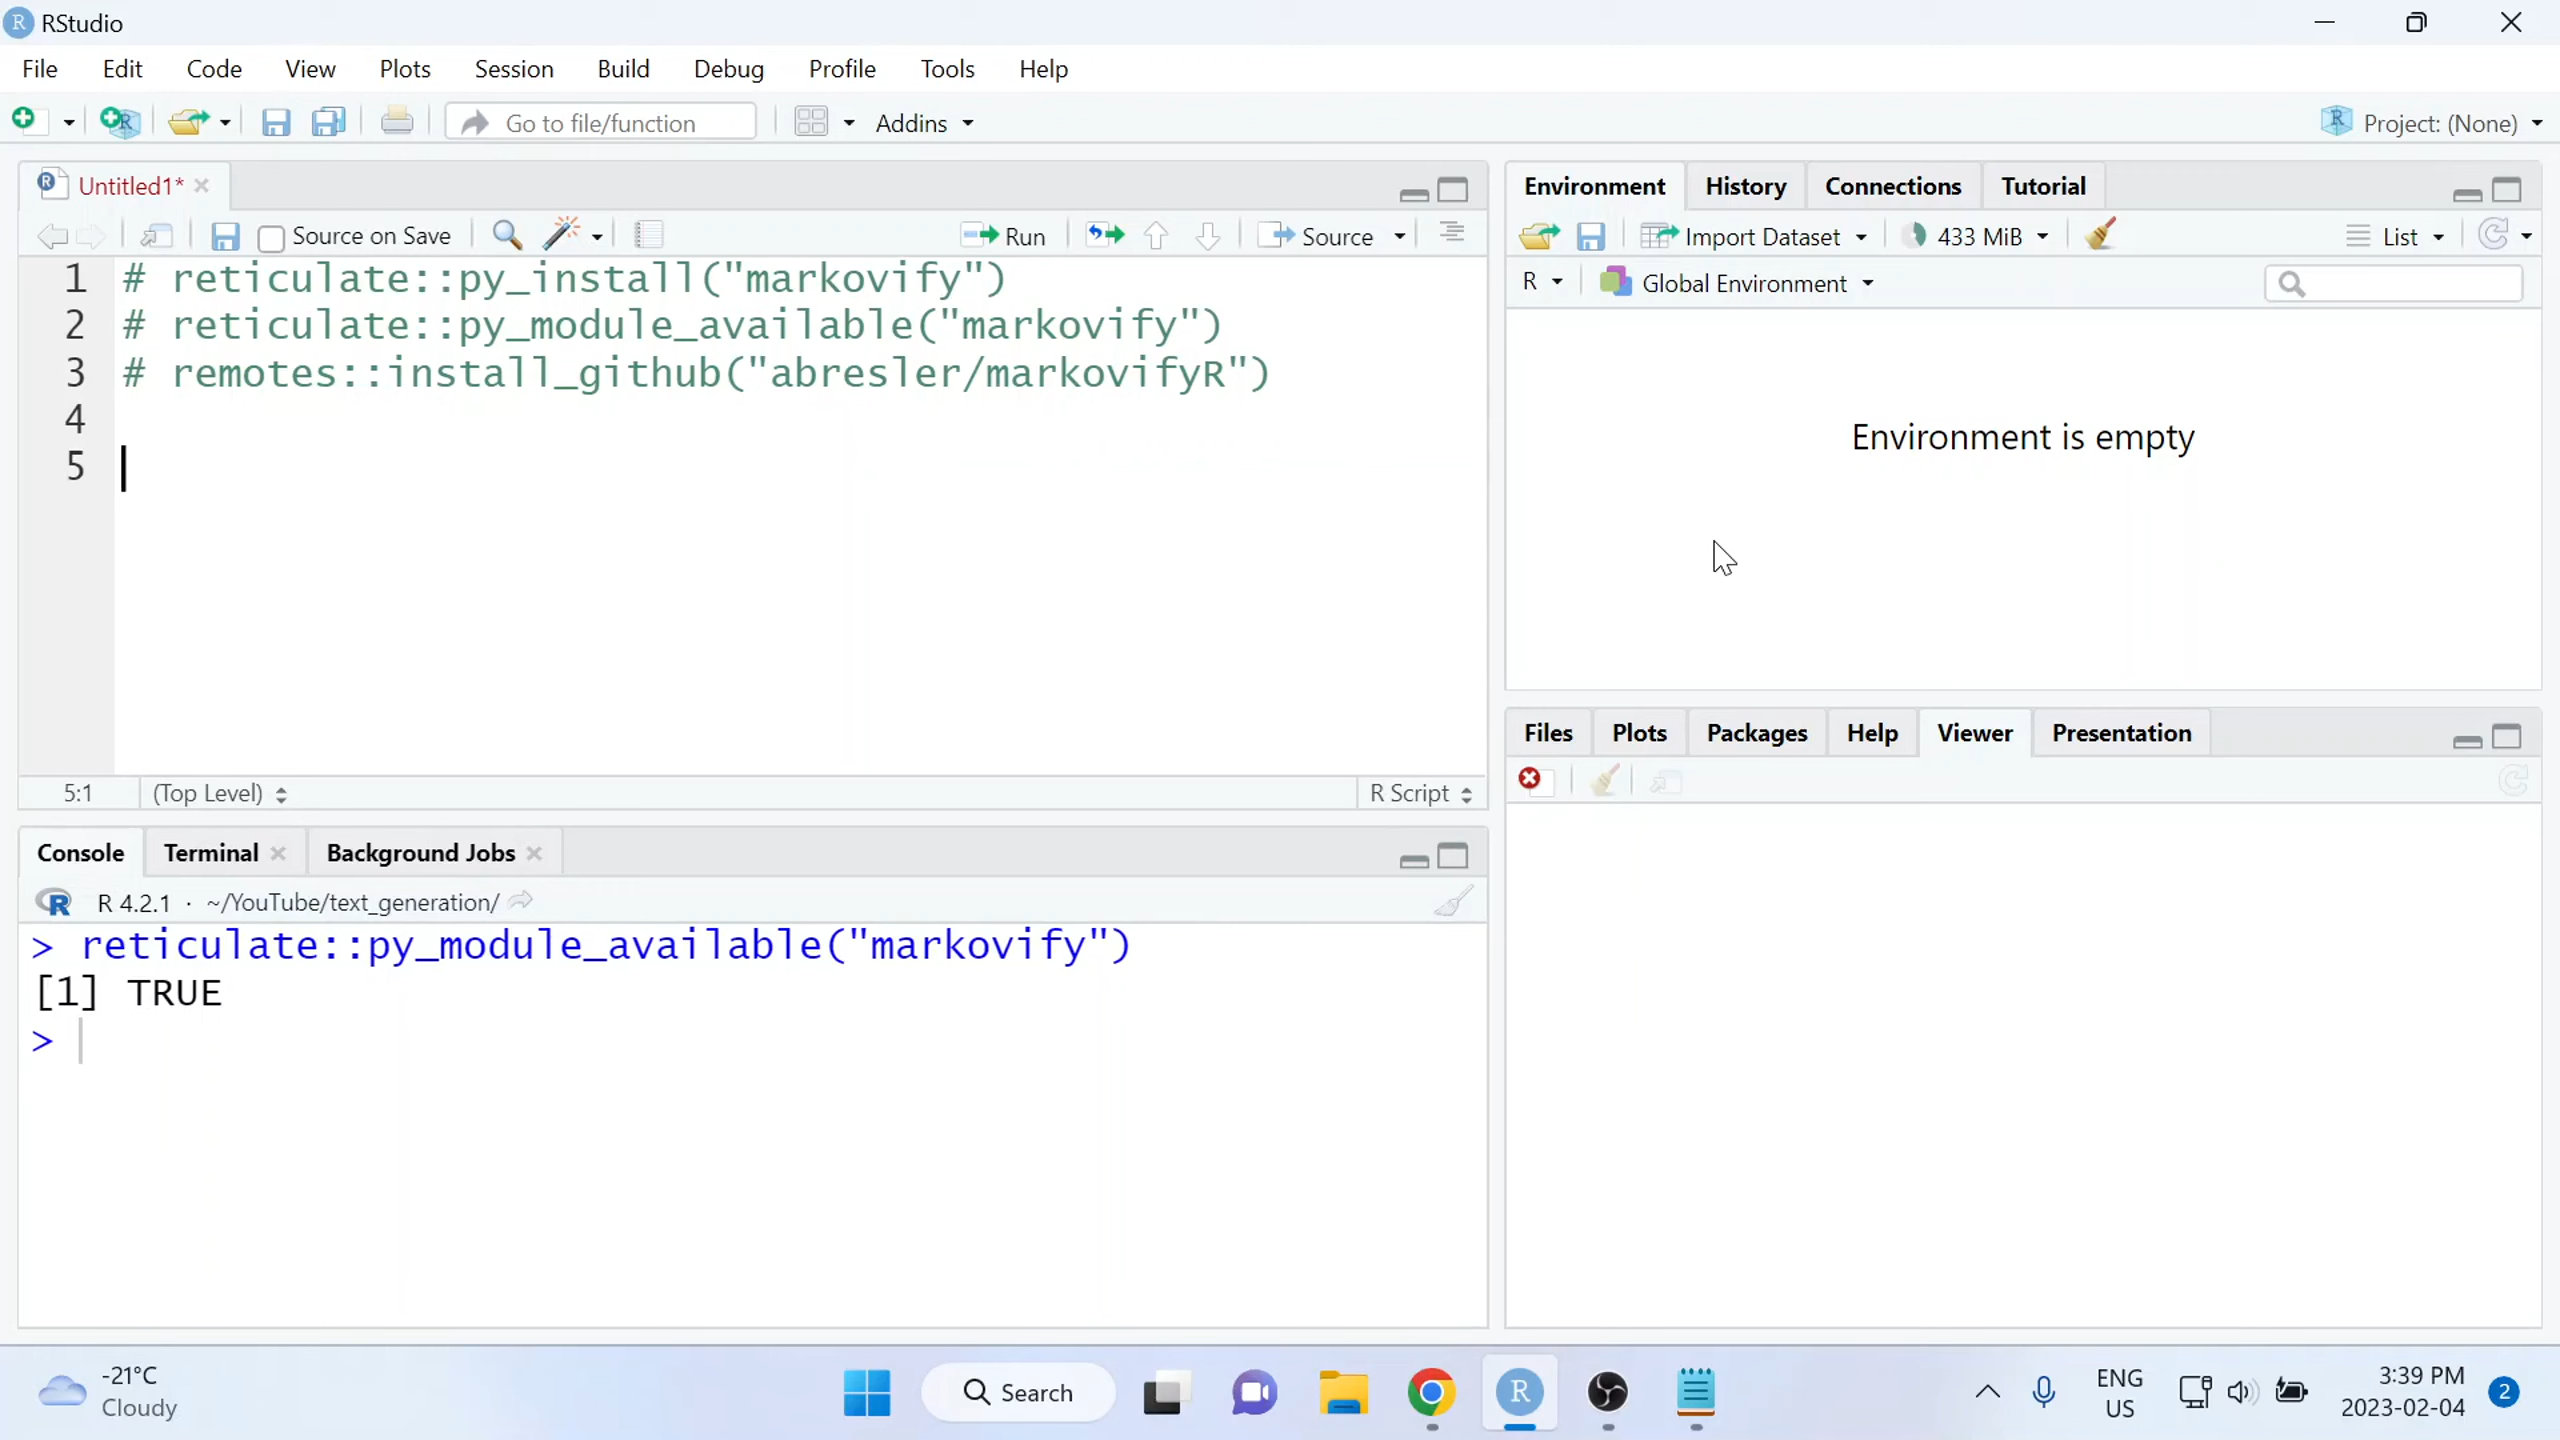 RStudio
File Edit Code View Plots Session Build Debug Profile Tools Help
Go to file/function Addins Project: (None)
Untitled1*
Source on Save Run Source
1 # reticulate::py_install("markovify")
2 # reticulate::py_module_available("markovify")
3 # remotes::install_github("abresler/markovifyR")
4
5
5:1 (Top Level) R Script
Console Terminal Background Jobs
R 4.2.1 · ~/YouTube/text_generation/
> reticulate::py_module_available("markovify")
[1] TRUE
>
Environment History Connections Tutorial
Import Dataset 433 MiB List
R Global Environment
Environment is empty
Files Plots Packages Help Viewer Presentation
-21°C
Cloudy
Search
ENG
US
3:39 PM
2023-02-04
2